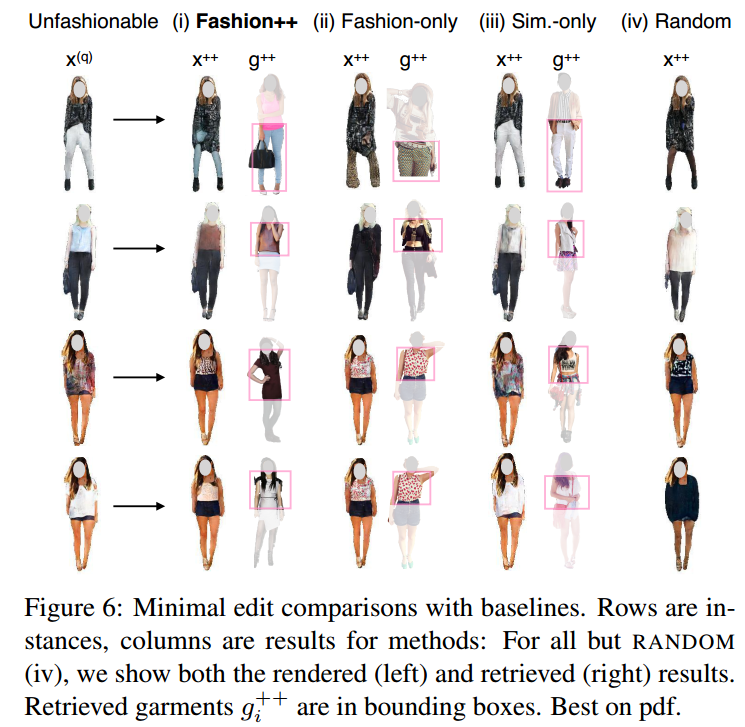 Unfashionable (i) Fashion++ (ii) Fashion-only (iii) Sim.-only (iv) Random
x(q) x++ g++ x++ g++ x++ g++ x++
Figure 6: Minimal edit comparisons with baselines. Rows are in-
stances, columns are results for methods: For all but RANDOM
(iv), we show both the rendered (left) and retrieved (right) results.
Retrieved garments g_i^{++} are in bounding boxes. Best on pdf.